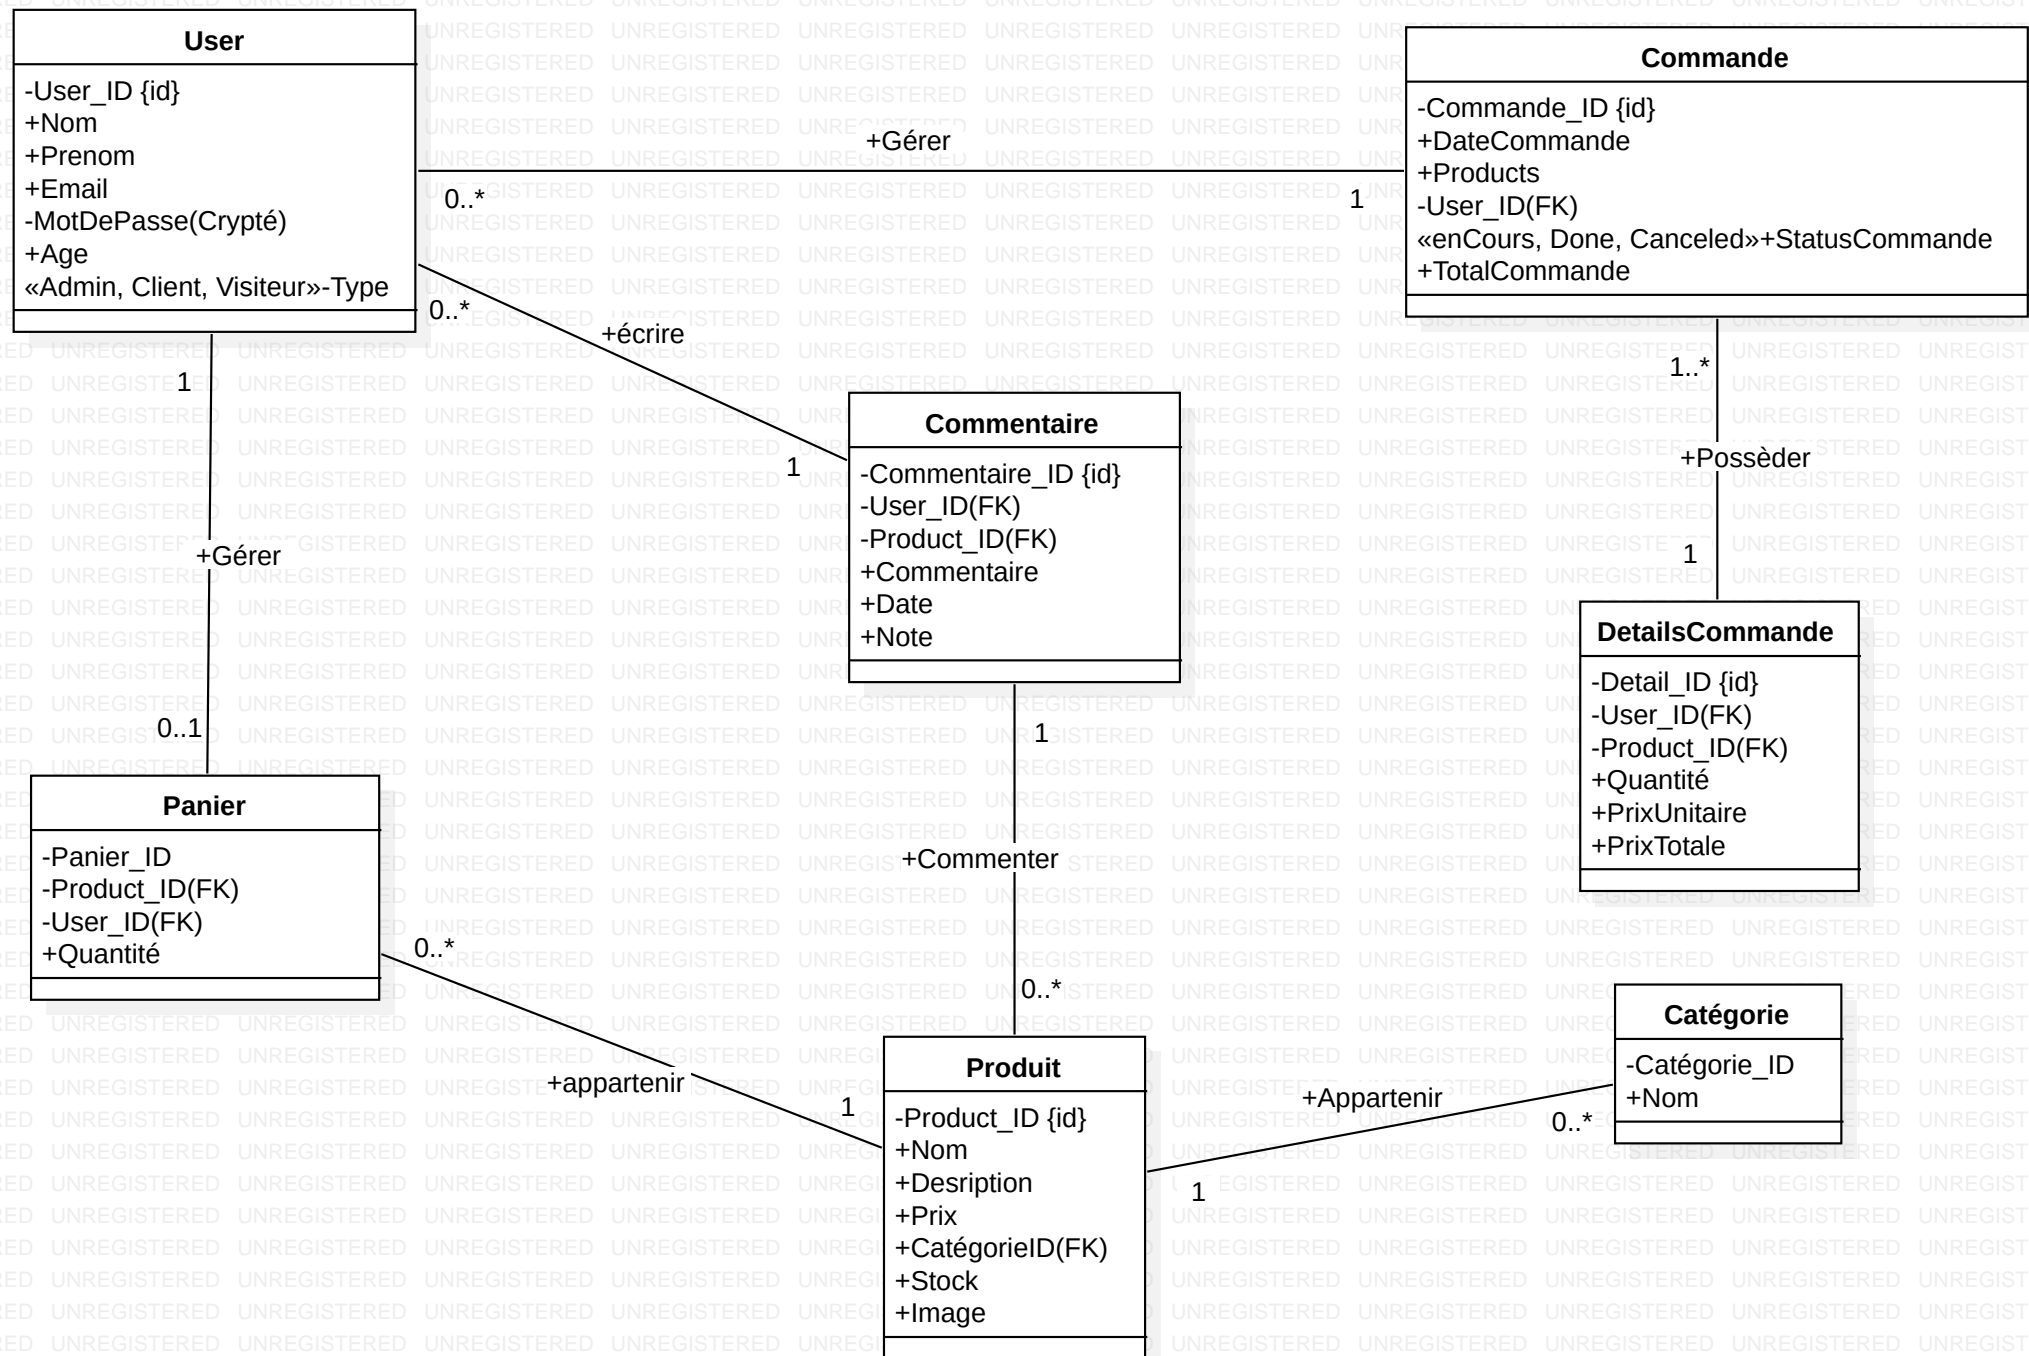 User
-User_ID {id}
+Nom
+Prenom
+Email
-MotDePasse(Crypté)
+Age
«Admin, Client, Visiteur»-Type
+Gérer
0..*
1
Commande
-Commande_ID {id}
+DateCommande
+Products
-User_ID(FK)
«enCours, Done, Canceled»+StatusCommande
+TotalCommande
0..*
+écrire
1
1
+Gérer
0..1
Commentaire
-Commentaire_ID {id}
-User_ID(FK)
-Product_ID(FK)
+Commentaire
+Date
+Note
1..*
+Possèder
1
DetailsCommande
-Detail_ID {id}
-User_ID(FK)
-Product_ID(FK)
+Quantité
+PrixUnitaire
+PrixTotale
Panier
-Panier_ID
-Product_ID(FK)
-User_ID(FK)
+Quantité
1
+Commenter
0..*
0..*
+appartenir
1
Produit
-Product_ID {id}
+Nom
+Desription
+Prix
+CatégorieID(FK)
+Stock
+Image
+Appartenir
0..*
1
Catégorie
-Catégorie_ID
+Nom
UNREGISTERED